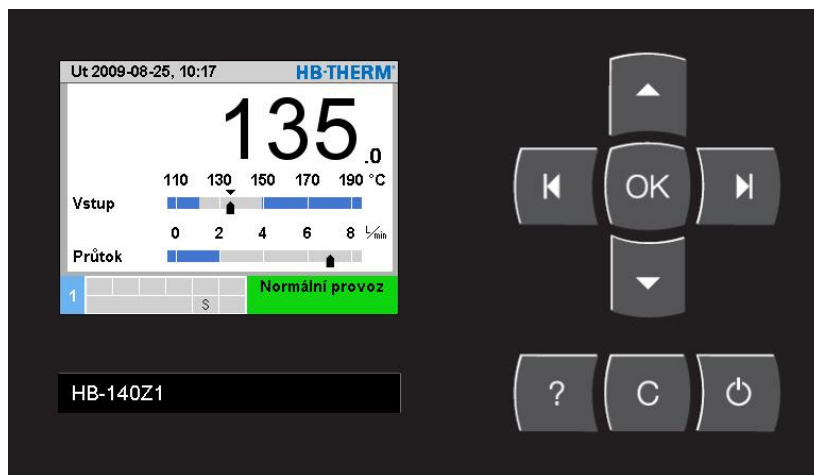 Ut 2009-08-25, 10:17 HB-THERM®
135.0
110 130 150 170 190 °C
Vstup
0 2 4 6 8 L/min
Průtok
1 S Normální provoz
OK
HB-140Z1
? C